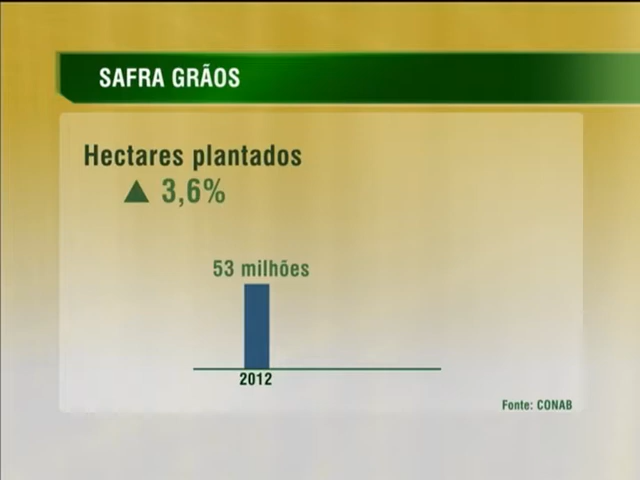 SAFRA GRÃOS
Hectares plantados
▲ 3,6%
53 milhões
2012
Fonte: CONAB